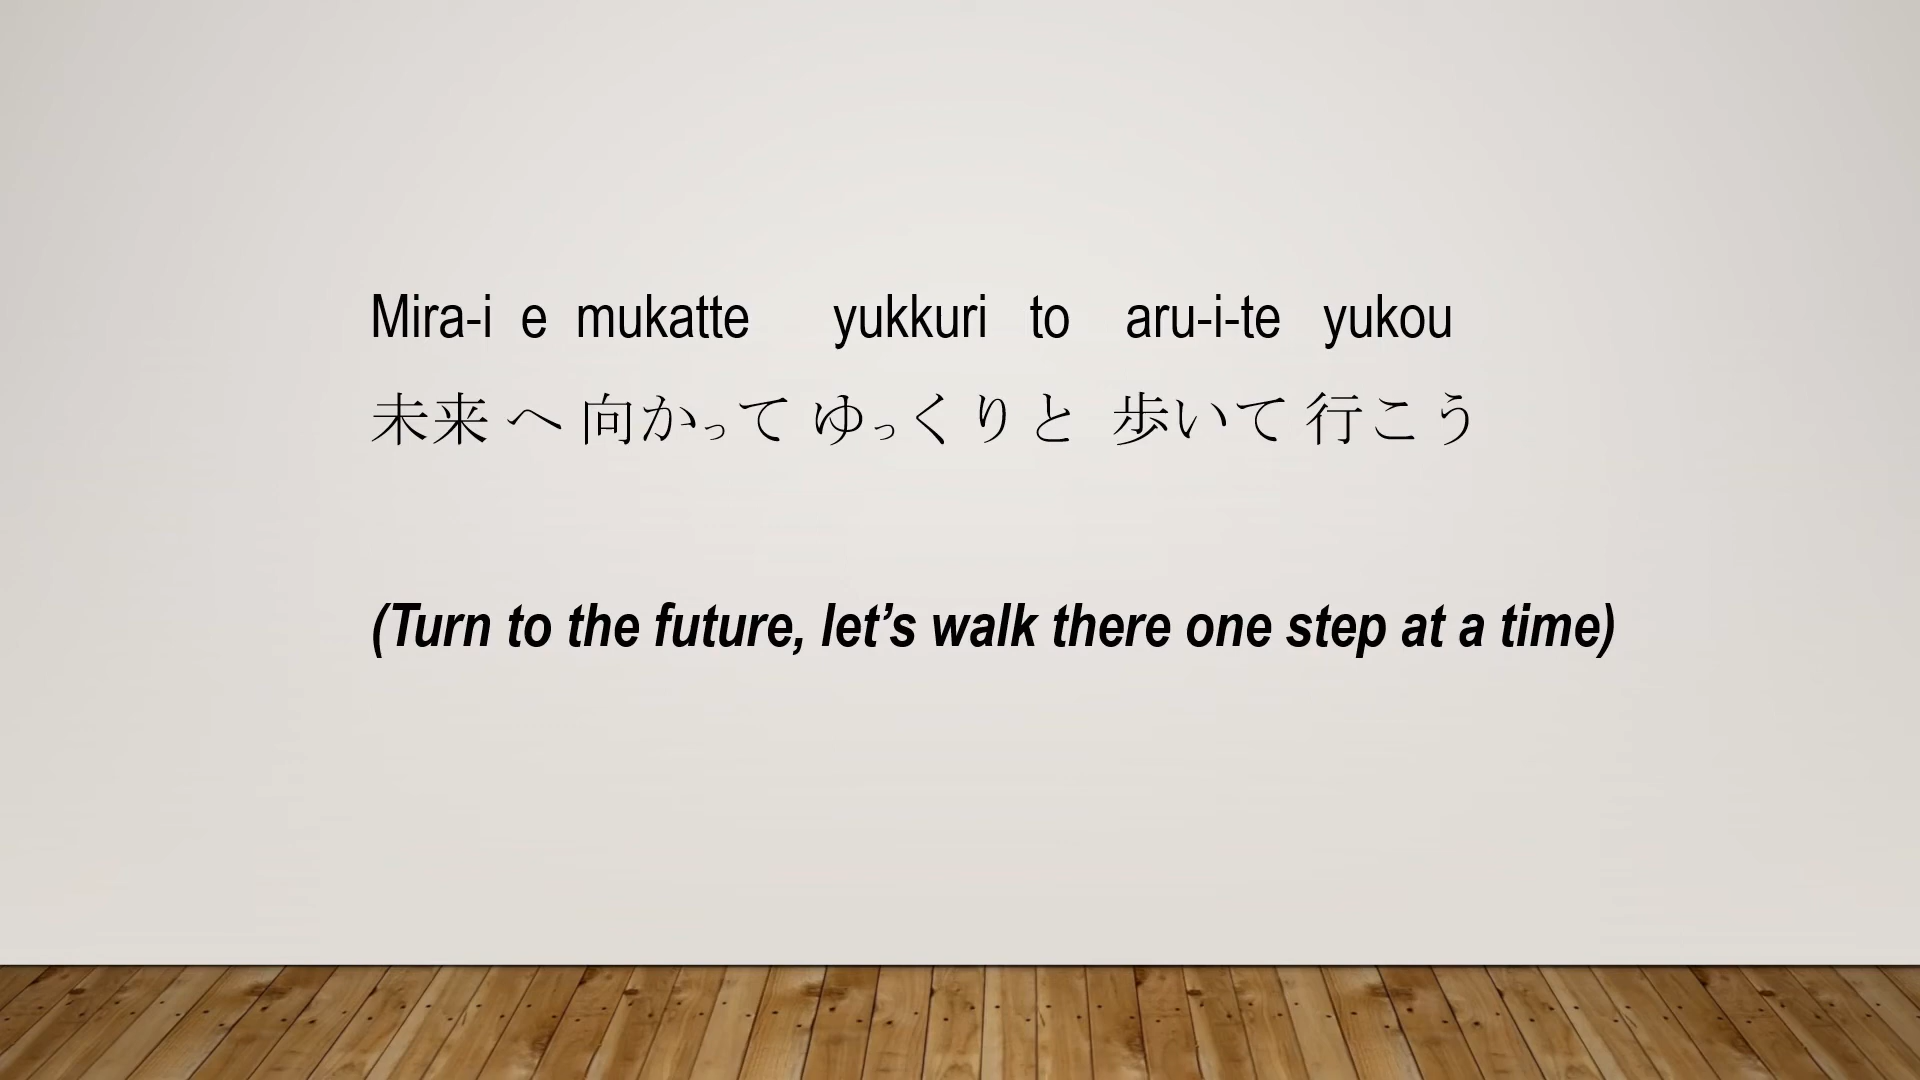 Mira-i e mukatte yukkuri to aru-i-te yukou
未来 へ 向かって ゆっくりと 歩いて 行こう
(Turn to the future, let’s walk there one step at a time)